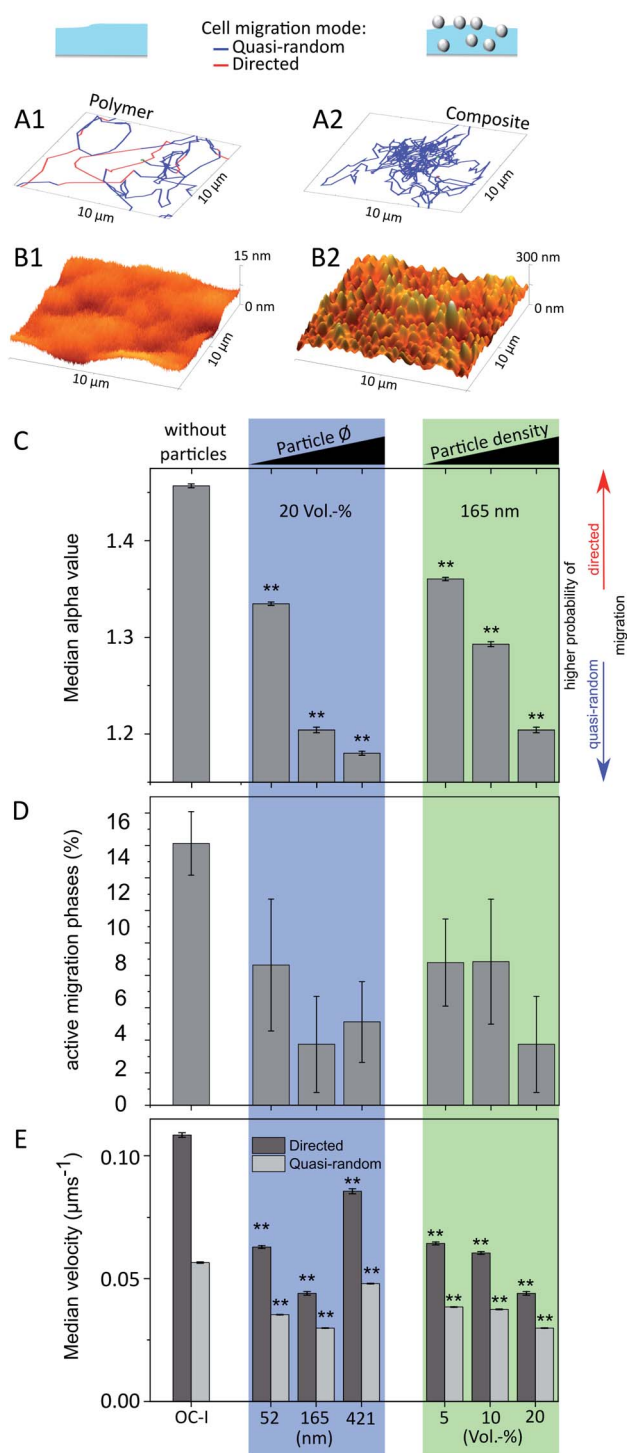 Cell migration mode:
Quasi-random
Directed
A1
Polymer
10 µm
10 µm
A2
Composite
10 µm
10 µm
B1
15 nm
0 nm
10 µm
10 µm
B2
300 nm
0 nm
10 µm
10 µm
C
without
particles
Particle Ø
Particle density
20 Vol.-%
165 nm
Median alpha value
1.4
1.3
1.2
**
**
**
**
**
**
higher probability of
directed
quasi-random
migration
D
active migration phases (%)
16
14
12
10
8
6
4
2
0
E
Median velocity (µms⁻¹)
0.10
0.05
0.00
Directed
Quasi-random
**
**
**
**
**
**
**
**
**
**
**
**
OC-I
52
165
421
(nm)
5
10
20
(Vol.-%)